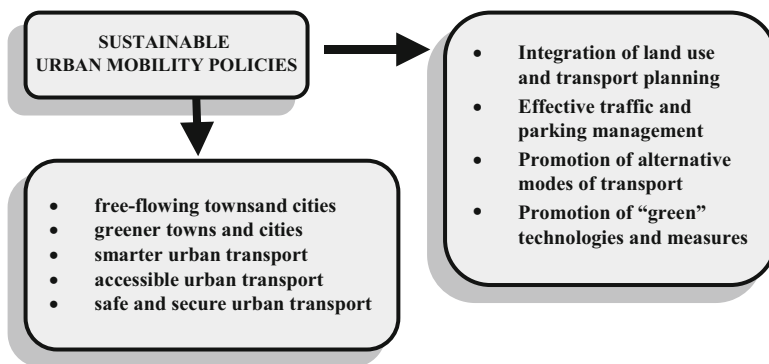 SUSTAINABLE
URBAN MOBILITY POLICIES
• Integration of land use
and transport planning
• Effective traffic and
parking management
• Promotion of alternative
modes of transport
• Promotion of “green”
technologies and measures
• free-flowing townsand cities
• greener towns and cities
• smarter urban transport
• accessible urban transport
• safe and secure urban transport